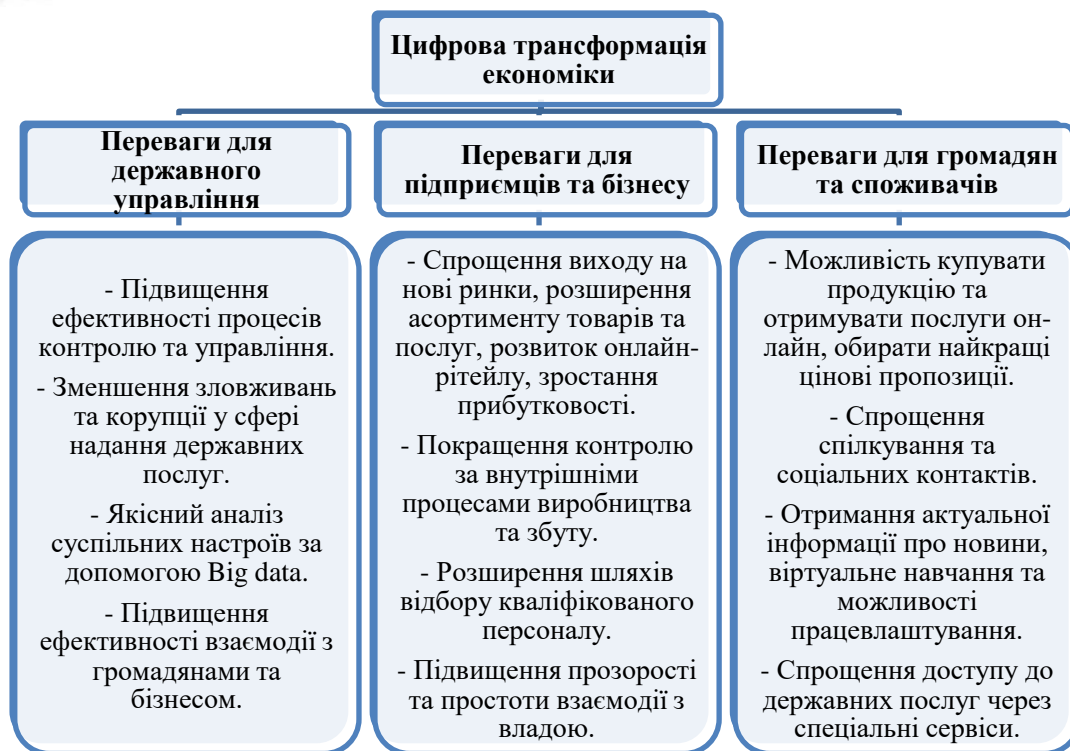 Цифрова трансформація
економіки
Переваги для
державного
управління
- Підвищення
ефективності процесів
контролю та управління.
- Зменшення зловживань
та корупції у сфері
надання державних
послуг.
- Якісний аналіз
суспільних настроїв за
допомогою Big data.
- Підвищення
ефективності взаємодії з
громадянами та
бізнесом.
Переваги для
підприємців та бізнесу
- Спрощення виходу на
нові ринки, розширення
асортименту товарів та
послуг, розвиток онлайн-
рітейлу, зростання
прибутковості.
- Покращення контролю
за внутрішніми
процесами виробництва
та збуту.
- Розширення шляхів
відбору кваліфікованого
персоналу.
- Підвищення прозорості
та простоти взаємодії з
владою.
Переваги для громадян
та споживачів
- Можливість купувати
продукцію та
отримувати послуги он-
лайн, обирати найкращі
цінові пропозиції.
- Спрощення
спілкування та
соціальних контактів.
- Отримання актуальної
інформації про новини,
віртуальне навчання та
можливості
працевлаштування.
- Спрощення доступу до
державних послуг через
спеціальні сервіси.